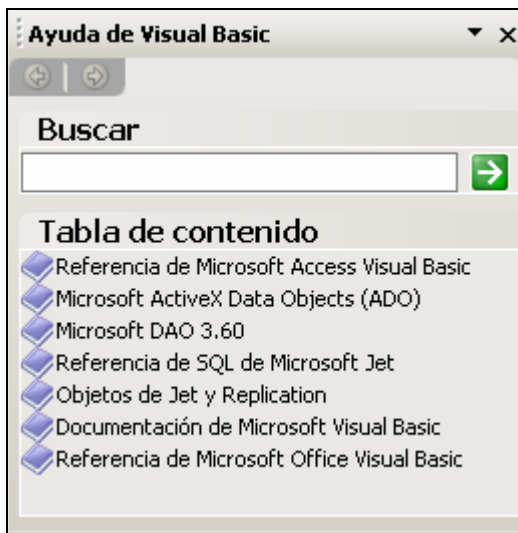 Ayuda de Visual Basic
Buscar
Tabla de contenido
Referencia de Microsoft Access Visual Basic
Microsoft ActiveX Data Objects (ADO)
Microsoft DAO 3.60
Referencia de SQL de Microsoft Jet
Objetos de Jet y Replication
Documentación de Microsoft Visual Basic
Referencia de Microsoft Office Visual Basic